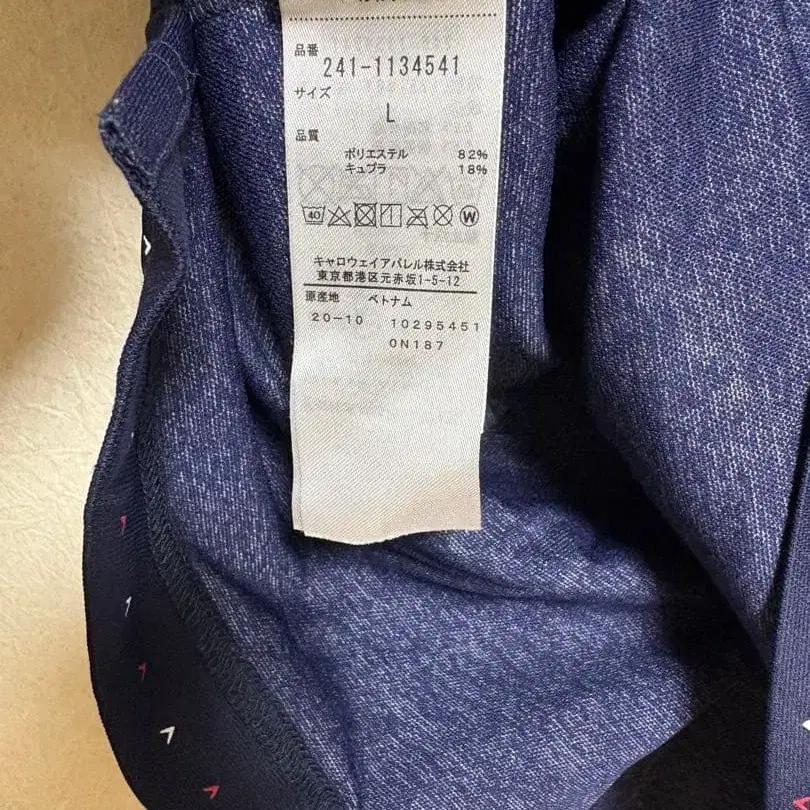 品番
241-1134541
サイズ
L
品質
ポリエステル 82%
キュプラ 18%
40 W
キャロウェイアパレル株式会社
東京都港区元赤坂1-5-12
原産地 ベトナム
20-10 10295451
0N187